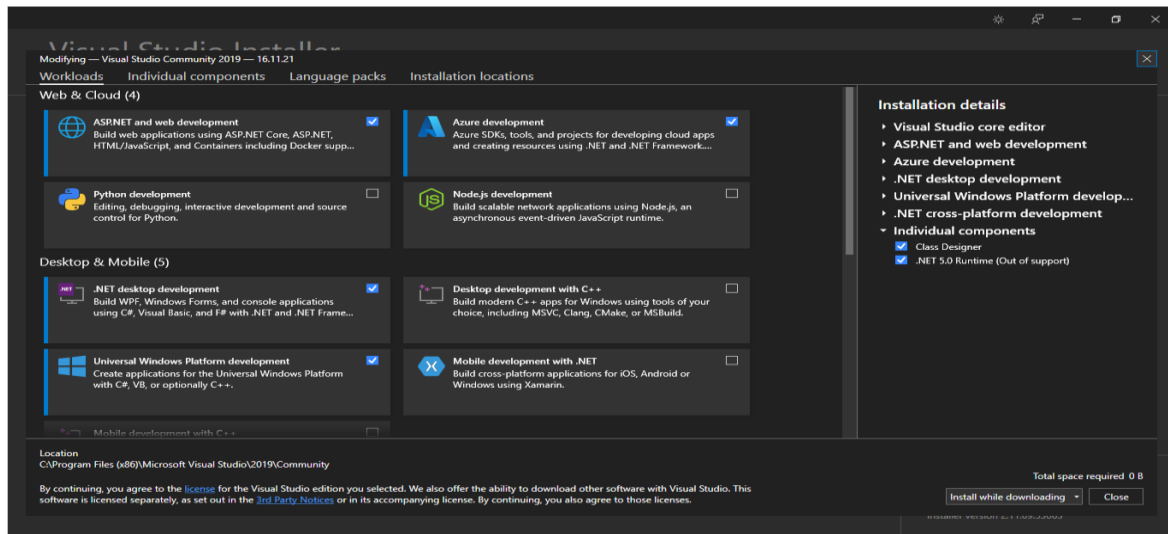 Visual Studio Installer
Modifying — Visual Studio Community 2019 — 16.11.21
Workloads Individual components Language packs Installation locations
Web & Cloud (4)
ASP.NET and web development
Build web applications using ASP.NET Core, ASP.NET,
HTML/JavaScript, and Containers including Docker supp...
Azure development
Azure SDKs, tools, and projects for developing cloud apps
and creating resources using .NET and .NET Framework....
Python development
Editing, debugging, interactive development and source
control for Python.
Node.js development
Build scalable network applications using Node.js, an
asynchronous event-driven JavaScript runtime.
Desktop & Mobile (5)
.NET
.NET desktop development
Build WPF, Windows Forms, and console applications
using C#, Visual Basic, and F# with .NET and .NET Frame...
Desktop development with C++
Build modern C++ apps for Windows using tools of your
choice, including MSVC, Clang, CMake, or MSBuild.
Universal Windows Platform development
Create applications for the Universal Windows Platform
with C#, VB, or optionally C++.
Mobile development with .NET
Build cross-platform applications for iOS, Android or
Windows using Xamarin.
Mobile development with C++
Installation details
Visual Studio core editor
ASP.NET and web development
Azure development
.NET desktop development
Universal Windows Platform develop...
.NET cross-platform development
Individual components
Class Designer
.NET 5.0 Runtime (Out of support)
Location
C:\Program Files (x86)\Microsoft Visual Studio\2019\Community
By continuing, you agree to the license for the Visual Studio edition you selected. We also offer the ability to download other software with Visual Studio. This
software is licensed separately, as set out in the 3rd Party Notices or in its accompanying license. By continuing, you also agree to those licenses.
Total space required 0 B
Install while downloading Close
Installer version